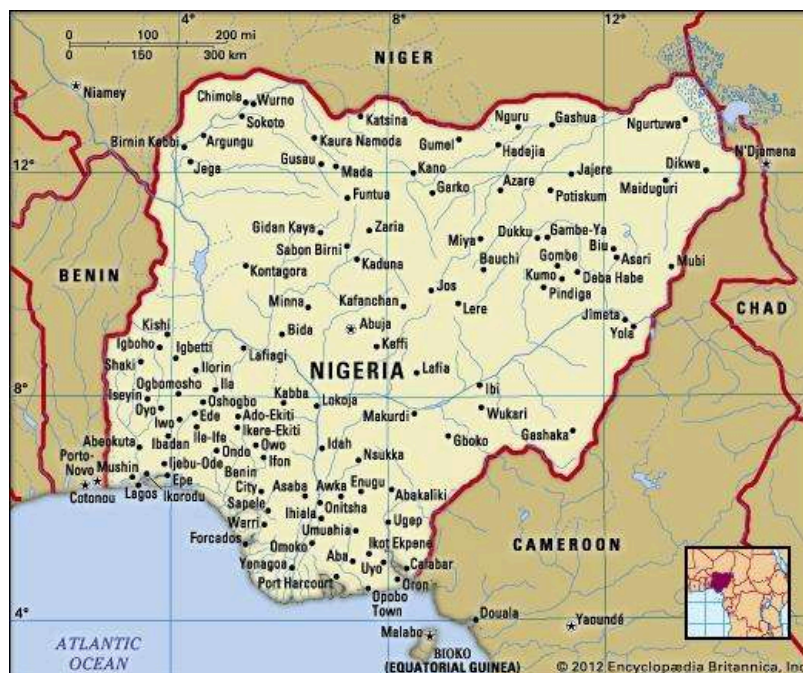 4°
8°
12°
0 100 200 mi
0 150 300 km
NIGER
Niamey
Chimola
Wurno
Sokoto
Katsina
Nguru
Gashua
Ngurtuwa
Birnin Kebbi
Argungu
Kaura Namoda
Gumel
Hadejia
N'Djamena
12°
Jega
Gusau
Mada
Kano
Jajere
Dikwa
Maiduguri
Funtua
Garko
Azare
Potiskum
Gidan Kaya
Zaria
Miya
Dukku
Gambe-Ya
Biu
BENIN
Sabon Birni
Kaduna
Bauchi
Gombe
Asari
Mubi
Kontagora
Kumo
Daba Habe
Jos
Pindiga
Minna
Kafanchan
Lere
CHAD
Kishi
Bida
Abuja
Jimeta
Yola
Igboho
Igbetti
Lafiagi
Keffi
Shaki
Ilorin
NIGERIA
Lafia
Ogbomosho
Ila
8°
Iseyin
Oshogbo
Kabba
Lokoja
Ibi
Oyo
Ede
Ado-Ekiti
Makurdi
Wukari
Iwo
Ikere-Ekiti
Gashaka
Abeokuta
Ibadan
Ile-Ife
Owo
Idah
Gboko
Porto-
Novo
Ondo
Nsukka
Mushin
Ijebu-Ode
Ifon
Benin
City
Cotonou
Lagos
Epe
Ikorodu
Asaba
Awka
Enugu
Abakaliki
Sapele
Ihiala
Onitsha
Warri
Umuahia
Ugep
Forcados
Omoko
Ikot Ekpene
CAMEROON
Yenagoa
Aba
Uyo
Calabar
Port Harcourt
Oron
Opobo
Town
4°
Douala
Yaoundé
Malabo
ATLANTIC
OCEAN
BIOKO
(EQUATORIAL GUINEA)
© 2012 Encyclopædia Britannica, Inc